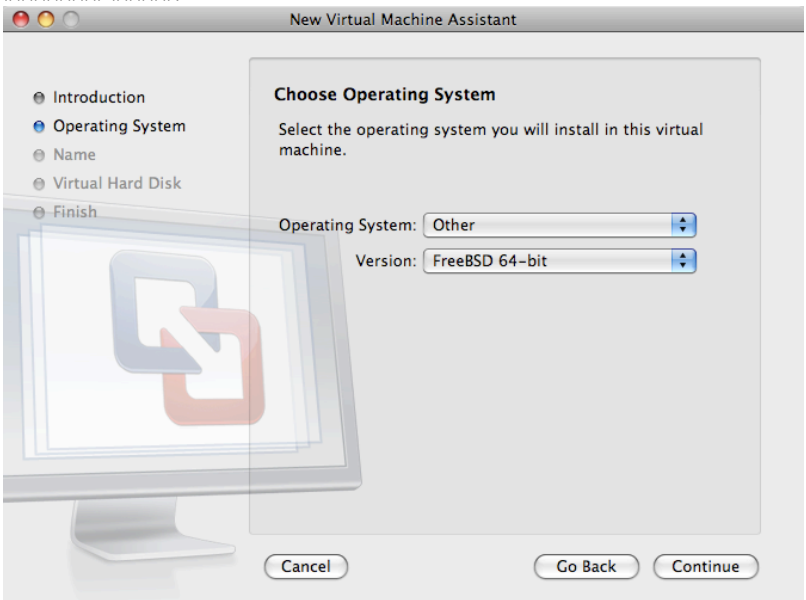 New Virtual Machine Assistant
Introduction
Operating System
Name
Virtual Hard Disk
Finish
Choose Operating System
Select the operating system you will install in this virtual
machine.
Operating System: Other
Version: FreeBSD 64-bit
Cancel
Go Back
Continue